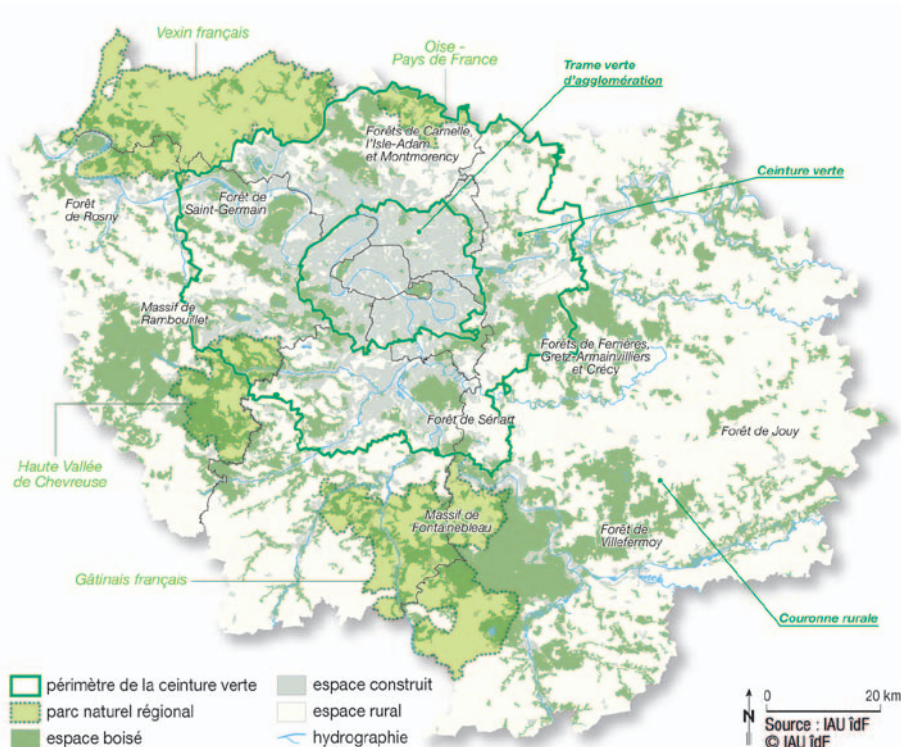 Vexin français
Oise -
Pays de France
Trame verte
d'agglomération
Forêts de Carnelle,
l'Isle-Adam
et Montmorency
Ceinture verte
Forêt de
Saint-Germain
Forêt
de Rosny
Massif de
Rambouillet
Forêts de Ferrières,
Gretz-Armainvilliers
et Crécy
Forêt de Sénart
Forêt de Jouy
Haute Vallée
de Chevreuse
Massif de
Fontainebleau
Forêt de
Villefermoy
Gâtinais français
Couronne rurale
périmètre de la ceinture verte
parc naturel régional
espace boisé
espace construit
espace rural
hydrographie
N
0 20 km
Source : IAU îdF
© IAU îdF